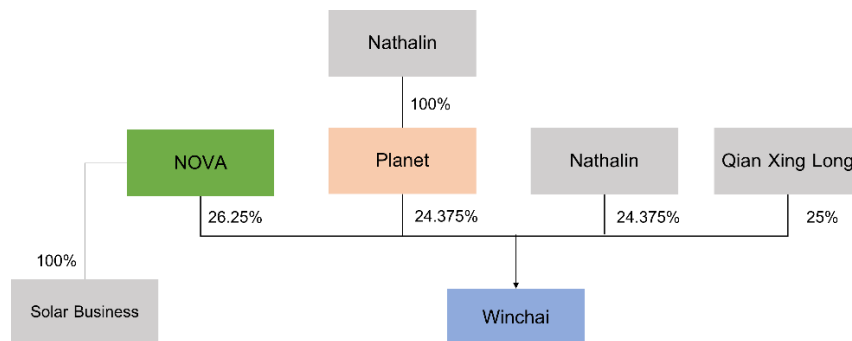 Nathalin
100%
NOVA
Planet
Nathalin
Qian Xing Long
26.25%
24.375%
24.375%
25%
100%
Solar Business
Winchai